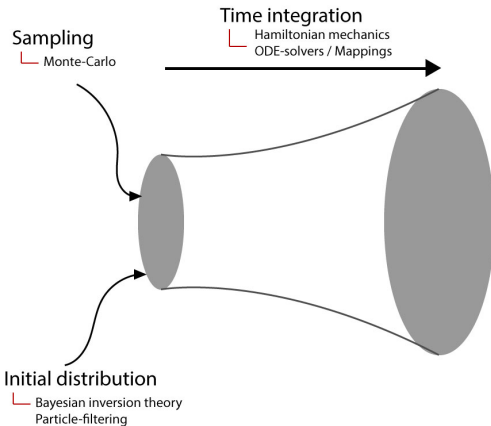 Time integration
Hamiltonian mechanics
ODE-solvers / Mappings
Sampling
Monte-Carlo
Initial distribution
Bayesian inversion theory
Particle-filtering